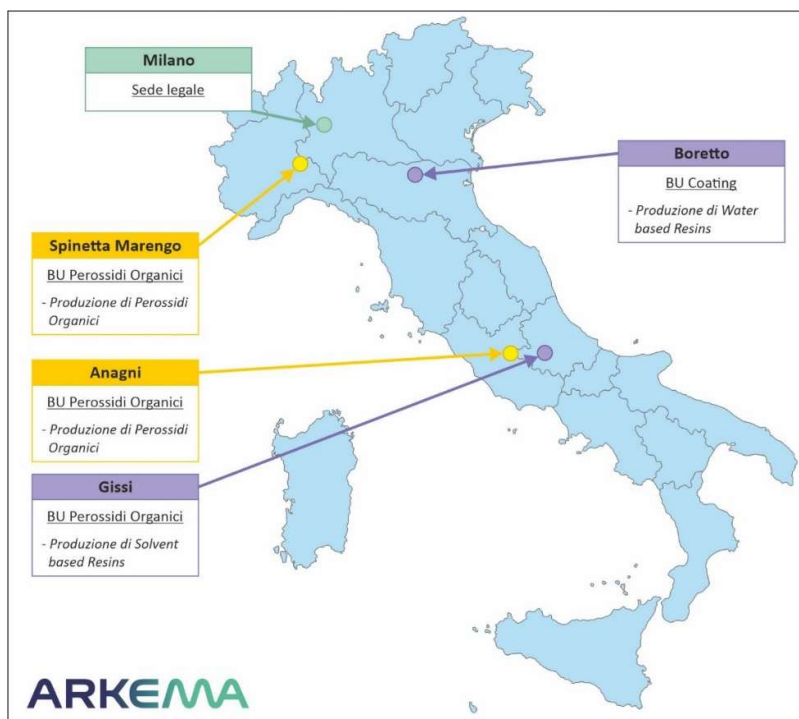 Milano
Sede legale
Boretto
BU Coating
- Produzione di Water
based Resins
Spinetta Marengo
BU Perossidi Organici
- Produzione di Perossidi
Organici
Anagni
BU Perossidi Organici
- Produzione di Perossidi
Organici
Gissi
BU Perossidi Organici
- Produzione di Solvent
based Resins
ARKEMA